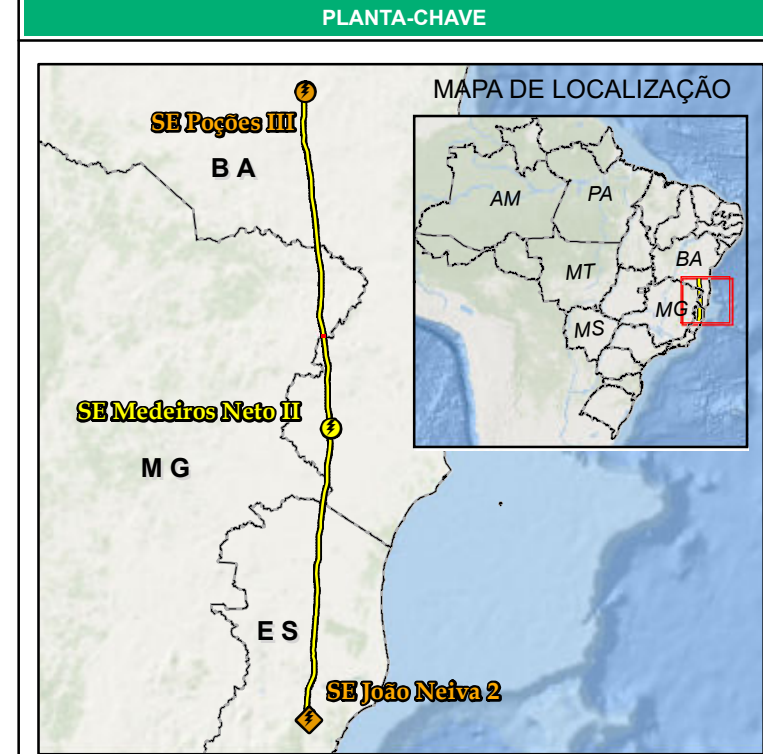 PLANTA-CHAVE
MAPA DE LOCALIZAÇÃO
SE Poções III
B A
AM
PA
BA
MT
MG
MS
SE Medeiros Neto II
M G
E S
SE João Neiva 2